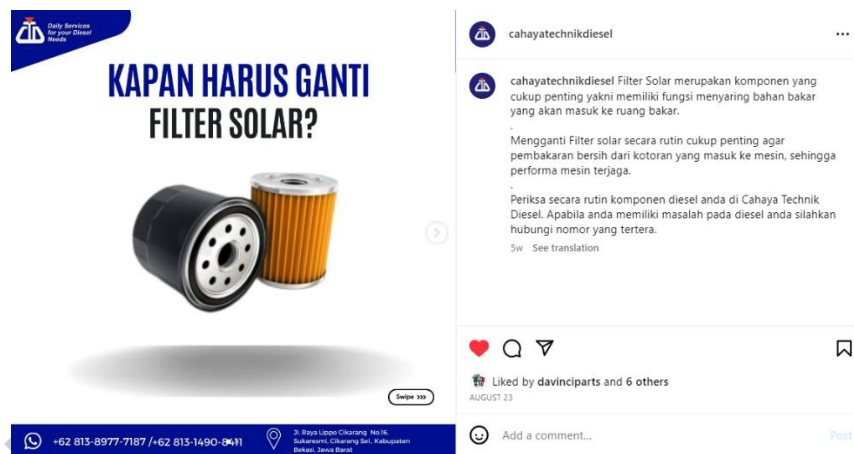 CTD
Daily Services
for your Diesel
Needs
KAPAN HARUS GANTI
FILTER SOLAR?
Swipe >>>
+62 813-8977-7187 /+62 813-1490-8411
Jl. Raya Lippo Cikarang No.16,
Sukaresmi, Cikarang Sel., Kabupaten
Bekasi, Jawa Barat
cahayatechnikdiesel
cahayatechnikdiesel Filter Solar merupakan komponen yang
cukup penting yakni memiliki fungsi menyaring bahan bakar
yang akan masuk ke ruang bakar.
.
Mengganti Filter solar secara rutin cukup penting agar
pembakaran bersih dari kotoran yang masuk ke mesin, sehingga
performa mesin terjaga.
.
Periksa secara rutin komponen diesel anda di Cahaya Technik
Diesel. Apabila anda memiliki masalah pada diesel anda silahkan
hubungi nomor yang tertera.
5w See translation
Liked by davinciparts and 6 others
AUGUST 23
Add a comment...
Post